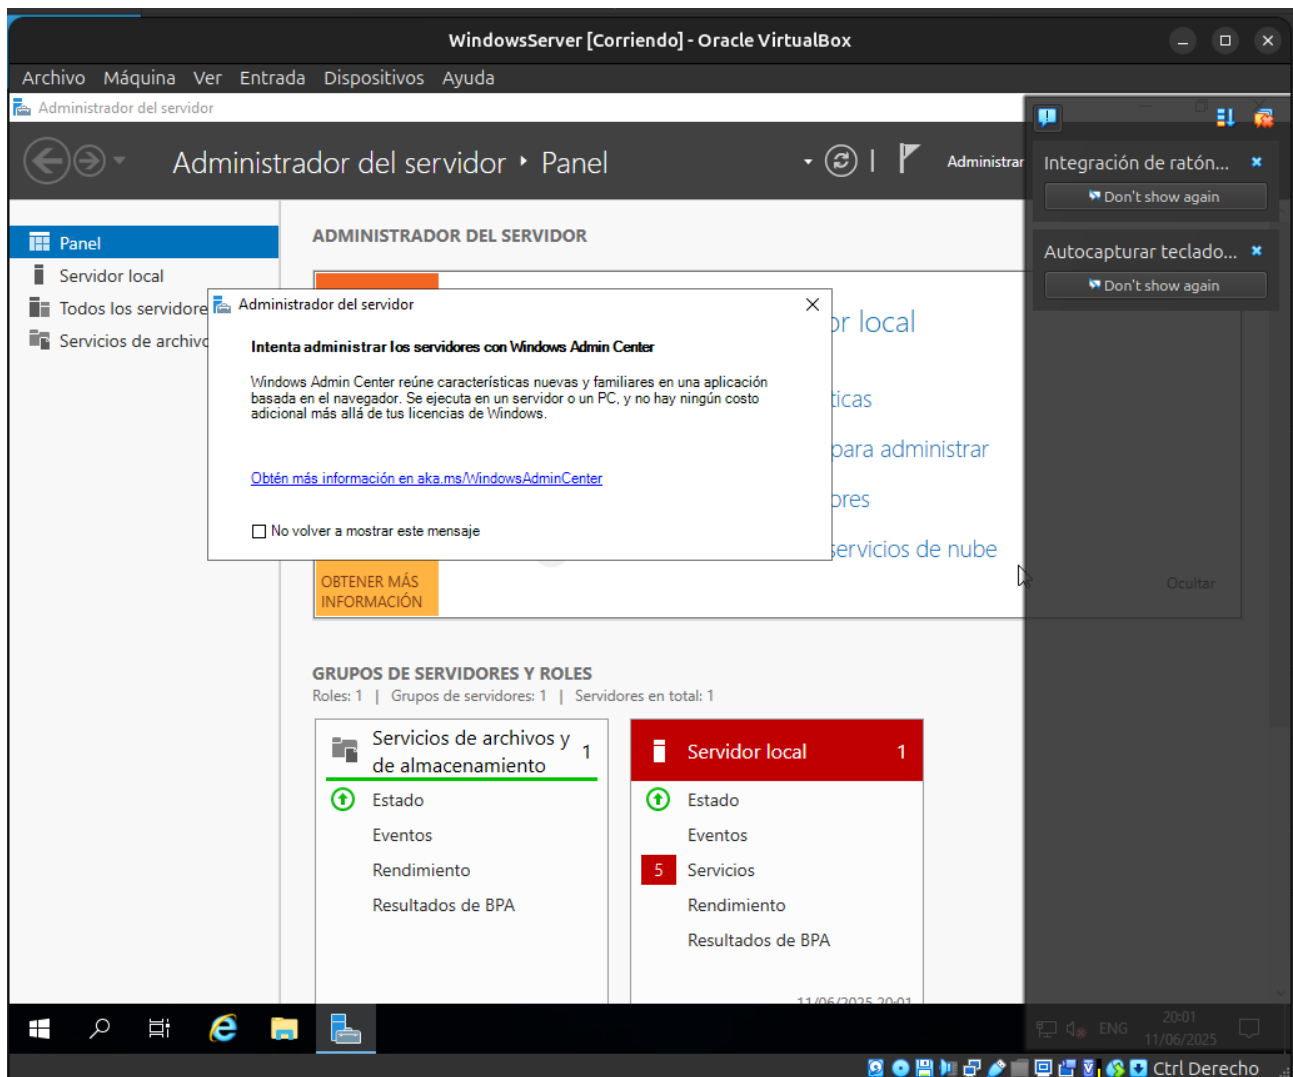 WindowsServer [Corriendo] - Oracle VirtualBox
Archivo Máquina Ver Entrada Dispositivos Ayuda
Administrador del servidor
Administrador del servidor Panel
Administrar
Integración de ratón...
Don't show again
Autocapturar teclado...
Don't show again
Panel
Servidor local
Todos los servidore
Servicios de archivo
ADMINISTRADOR DEL SERVIDOR
Administrador del servidor
Intenta administrar los servidores con Windows Admin Center
Windows Admin Center reúne características nuevas y familiares en una aplicación
basada en el navegador. Se ejecuta en un servidor o un PC, y no hay ningún costo
adicional más allá de tus licencias de Windows.
Obtén más información en aka.ms/WindowsAdminCenter
No volver a mostrar este mensaje
or local
ticas
para administrar
ores
servicios de nube
OBTENER MÁS
INFORMACIÓN
Ocultar
GRUPOS DE SERVIDORES Y ROLES
Roles: 1 | Grupos de servidores: 1 | Servidores en total: 1
Servicios de archivos y
de almacenamiento
1
Estado
Eventos
Rendimiento
Resultados de BPA
Servidor local 1
Estado
Eventos
5 Servicios
Rendimiento
Resultados de BPA
11/06/2025 20:01
ENG
20:01
11/06/2025
Ctrl Derecho